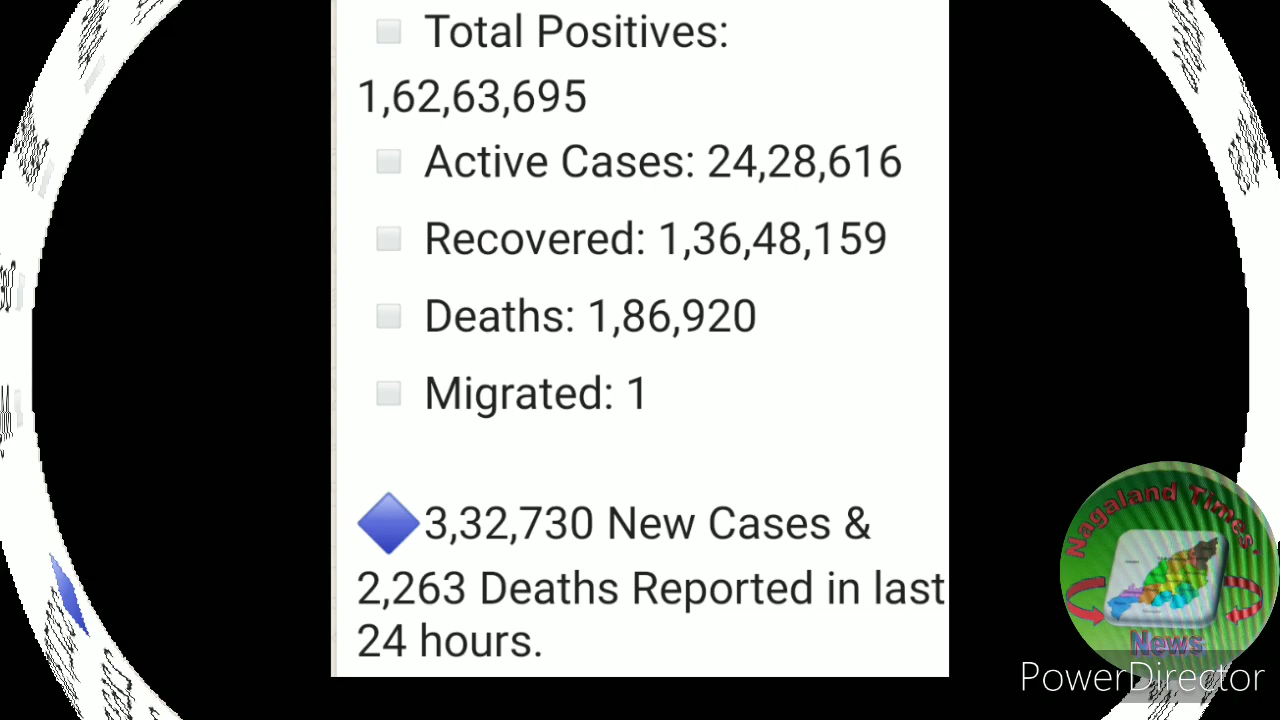 Total Positives:
1,62,63,695
Active Cases: 24,28,616
Recovered: 1,36,48,159
Deaths: 1,86,920
Migrated: 1
3,32,730 New Cases &
2,263 Deaths Reported in last
24 hours.
Nagaland Times'
News
PowerDirector